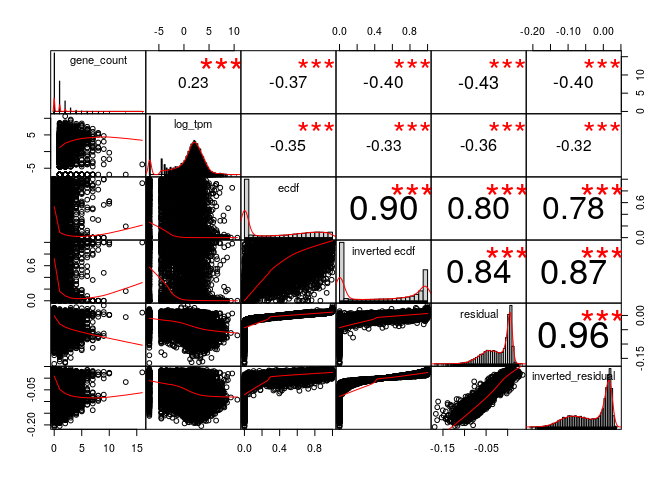 -5 0 5 10 0.0 0.4 0.8 -0.20 -0.10 0.00
gene_count *** *** *** *** ***
0.23 -0.37 -0.40 -0.43 -0.40
0 5 10 15
log_tpm *** *** *** ***
-5 5
-0.35 -0.33 -0.36 -0.32
ecdf *** *** ***
0.90 0.80 0.78
0.0 0.6
inverted ecdf *** ***
0.0 0.6
0.84 0.87
residual ***
0.96
-0.15 0.00
inverted_residual
-0.20 -0.05
0 5 10 15 0.0 0.4 0.8 -0.15 -0.05